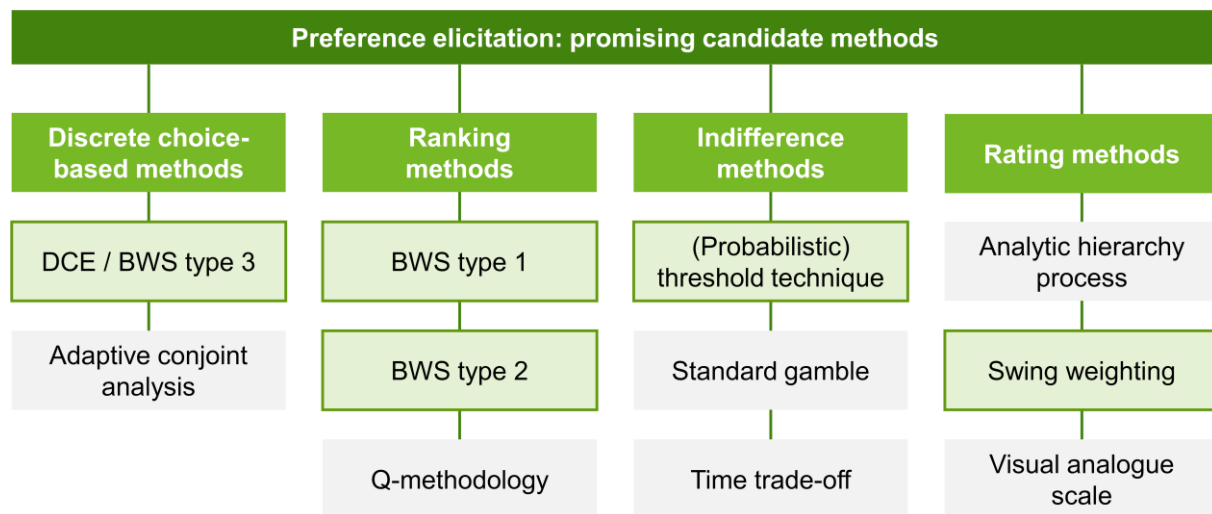 Preference elicitation: promising candidate methods
Discrete choice-
based methods
DCE / BWS type 3
Adaptive conjoint
analysis
Ranking
methods
BWS type 1
BWS type 2
Q-methodology
Indifference
methods
(Probabilistic)
threshold technique
Standard gamble
Time trade-off
Rating methods
Analytic hierarchy
process
Swing weighting
Visual analogue
scale